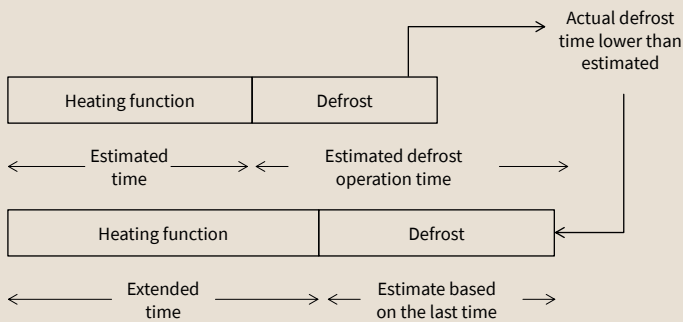 Actual defrost
time lower than
estimated
Heating function
Defrost
Estimated
time
Estimated defrost
operation time
Heating function
Defrost
Extended
time
Estimate based
on the last time